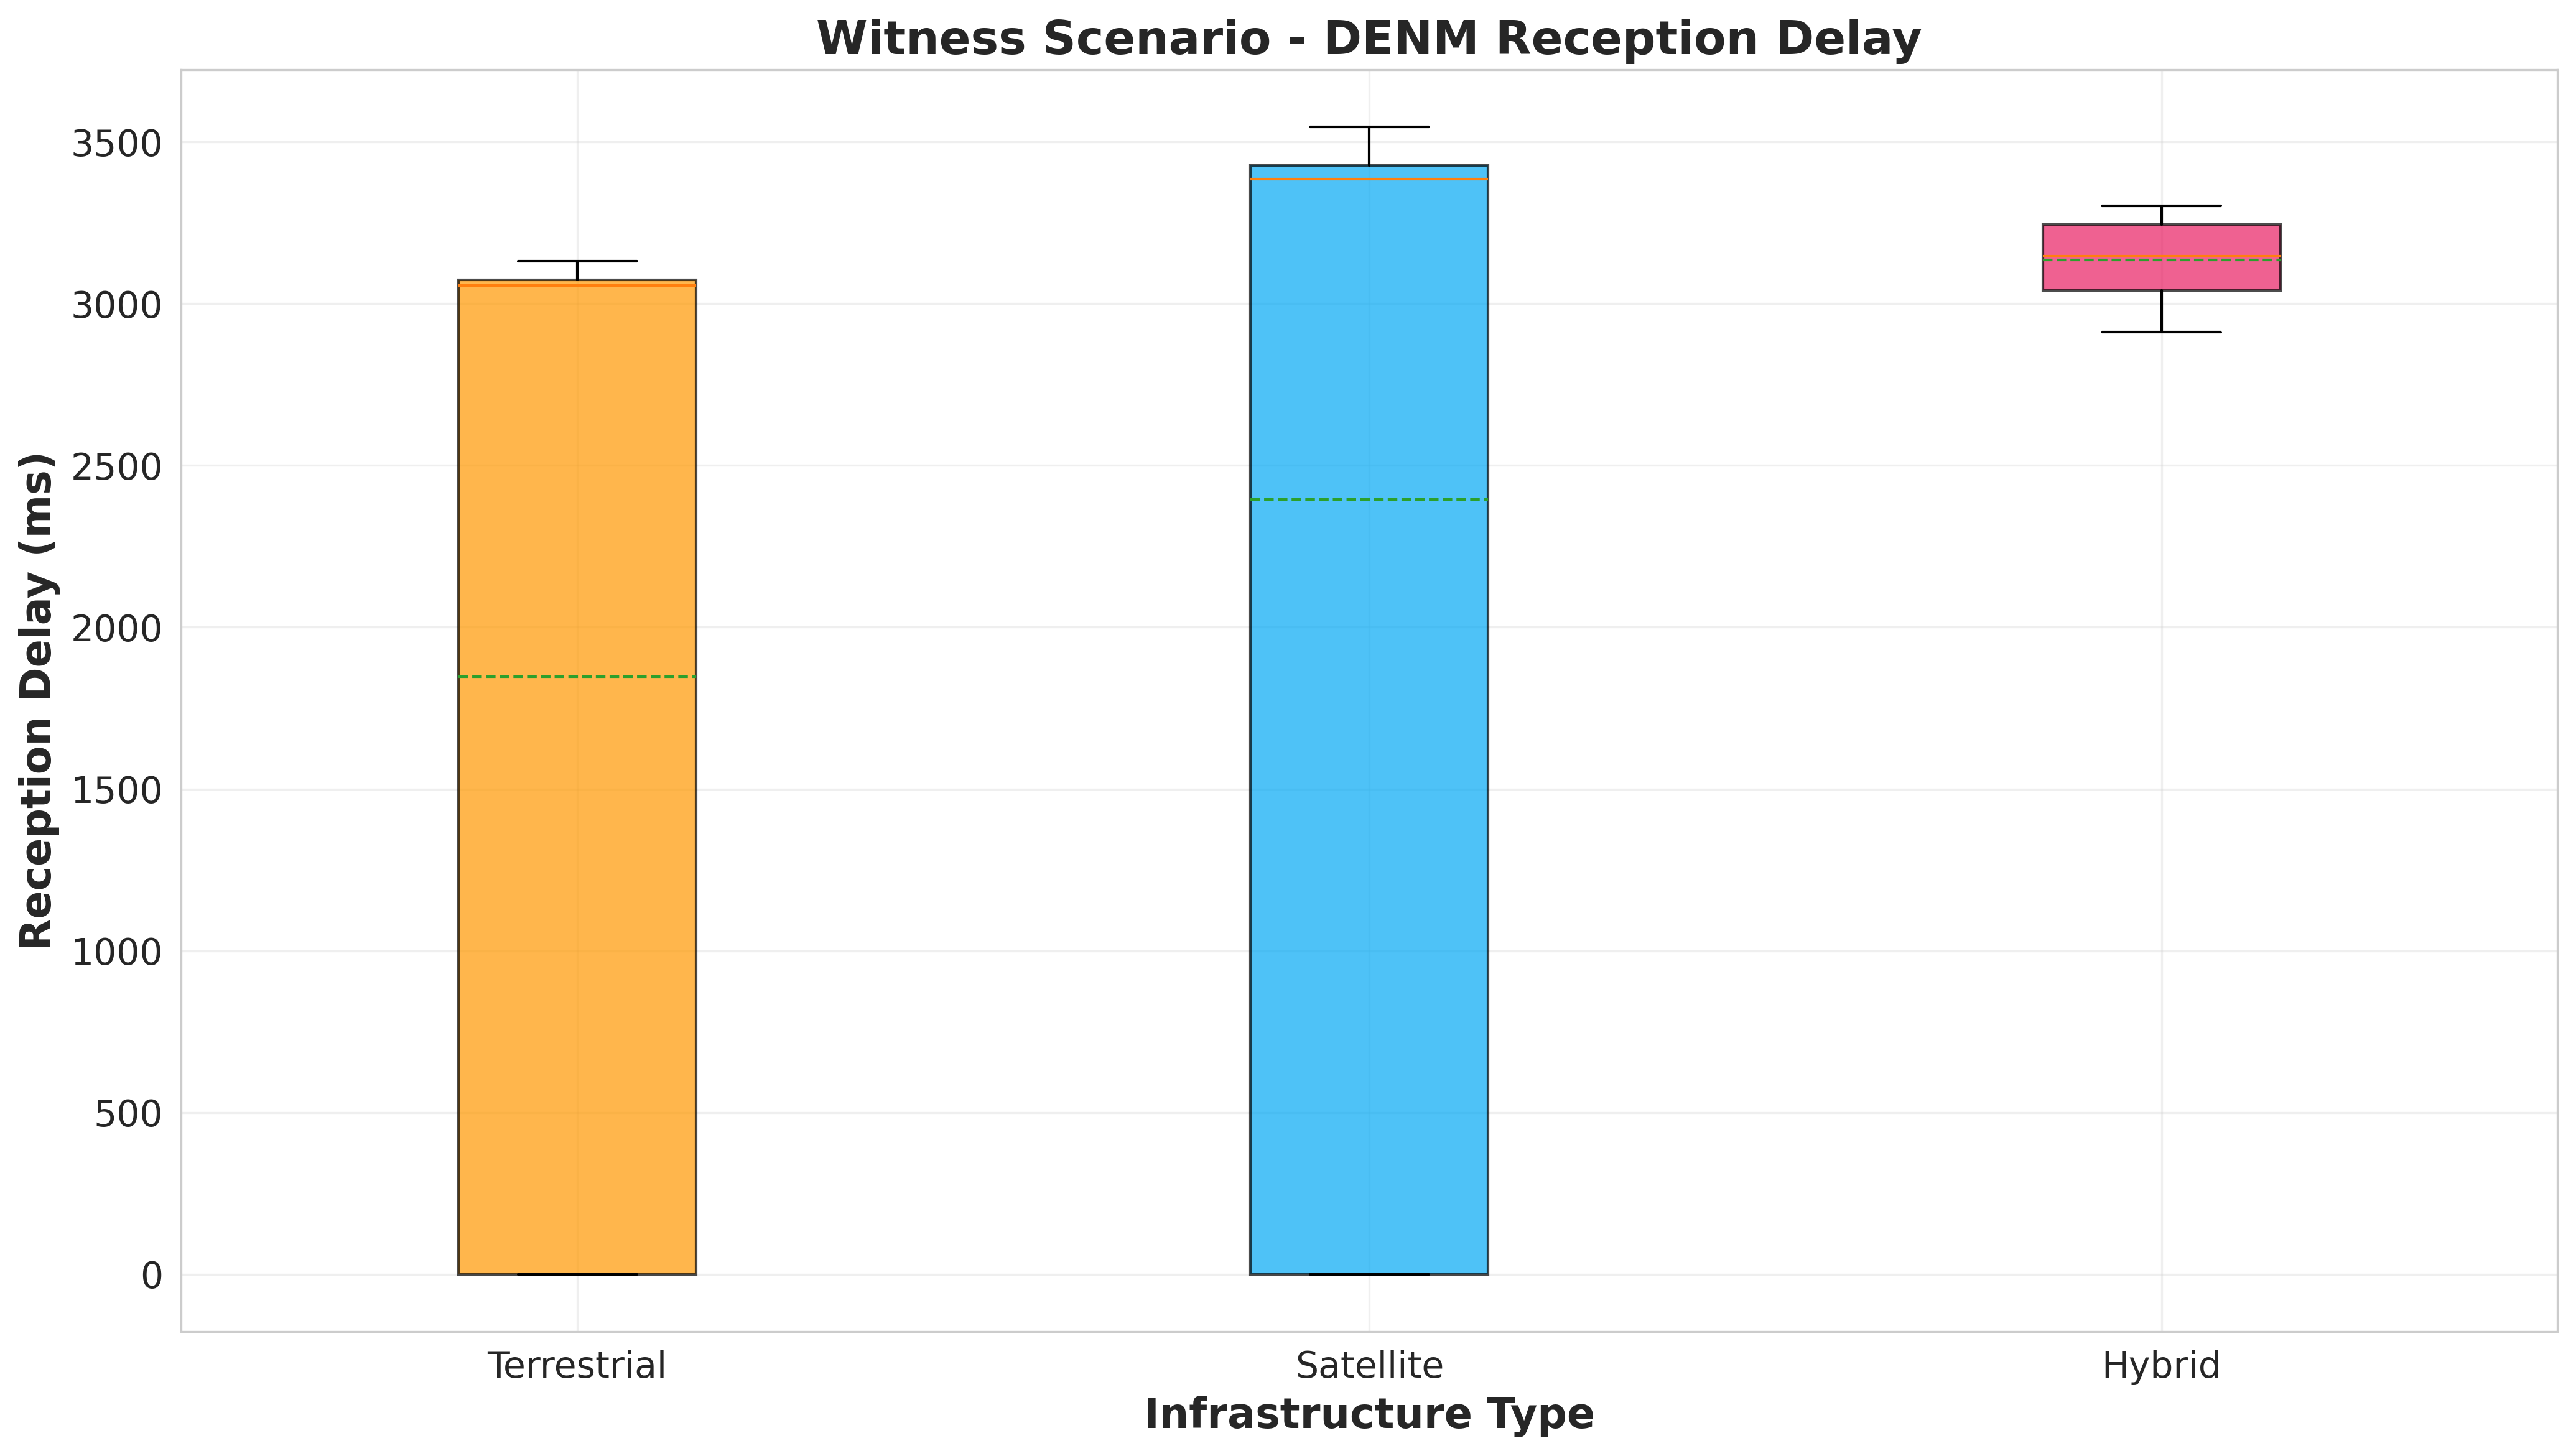 Witness Scenario - DENM Reception Delay
Reception Delay (ms)
3500
3000
2500
2000
1500
1000
500
0
Terrestrial
Satellite
Hybrid
Infrastructure Type